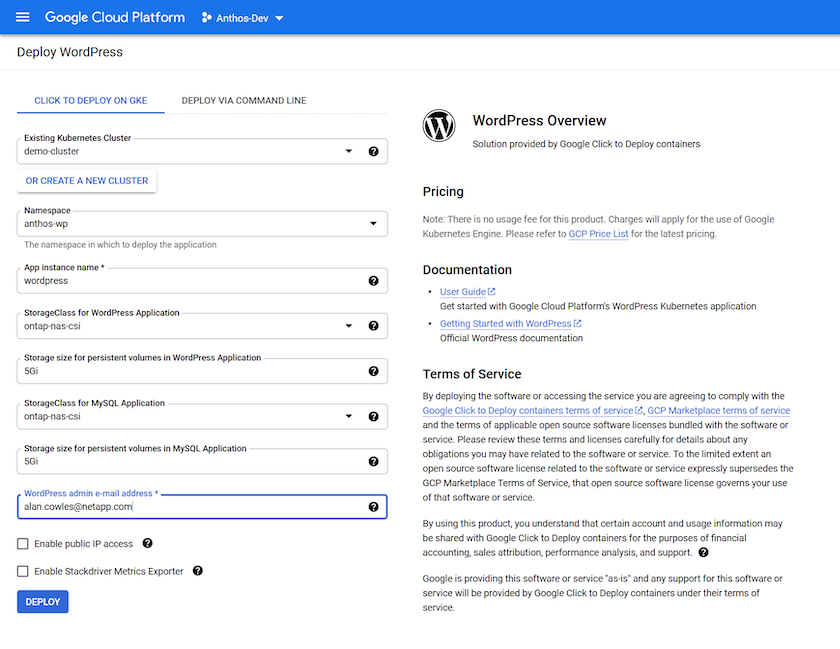 Google Cloud Platform
Anthos-Dev
Deploy WordPress
CLICK TO DEPLOY ON GKE
DEPLOY VIA COMMAND LINE
Existing Kubernetes Cluster
demo-cluster
OR CREATE A NEW CLUSTER
Namespace
anthos-wp
The namespace in which to deploy the application
App instance name *
wordpress
StorageClass for WordPress Application
ontap-nas-csi
Storage size for persistent volumes in WordPress Application
5Gi
StorageClass for MySQL Application
ontap-nas-csi
Storage size for persistent volumes in MySQL Application
5Gi
WordPress admin e-mail address *
alan.cowles@netapp.com
Enable public IP access
Enable Stackdriver Metrics Exporter
DEPLOY
WordPress Overview
Solution provided by Google Click to Deploy containers
Pricing
Note: There is no usage fee for this product. Charges will apply for the use of Google
Kubernetes Engine. Please refer to GCP Price List for the latest pricing.
Documentation
• User Guide
Get started with Google Cloud Platform's WordPress Kubernetes application
• Getting Started with WordPress
Official WordPress documentation
Terms of Service
By deploying the software or accessing the service you are agreeing to comply with the
Google Click to Deploy containers terms of service, GCP Marketplace terms of service
and the terms of applicable open source software licenses bundled with the software or
service. Please review these terms and licenses carefully for details about any
obligations you may have related to the software or service. To the limited extent an
open source software license related to the software or service expressly supersedes the
GCP Marketplace Terms of Service, that open source software license governs your use
of that software or service.
By using this product, you understand that certain account and usage information may
be shared with Google Click to Deploy containers for the purposes of financial
accounting, sales attribution, performance analysis, and support.
Google is providing this software or service "as-is" and any support for this software or
service will be provided by Google Click to Deploy containers under their terms of
service.